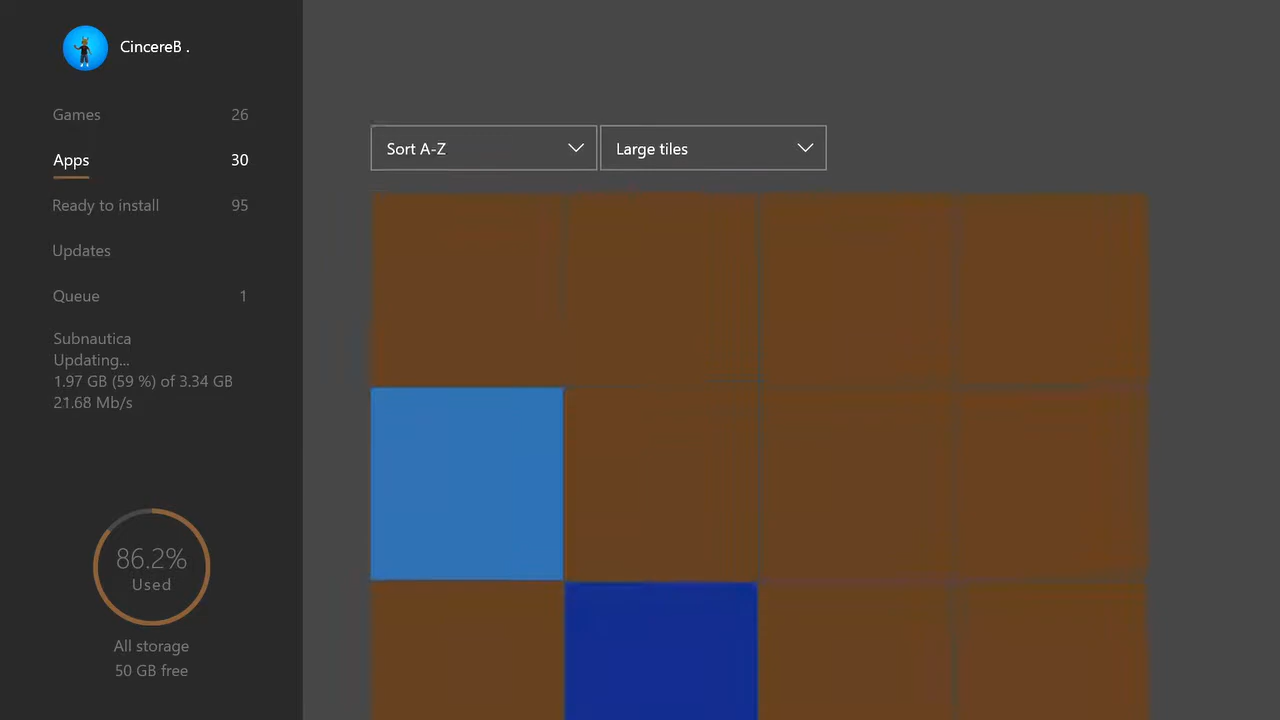 CincereB .
Games 26
Apps 30
Ready to install 95
Updates
Queue 1
Subnautica
Updating...
1.97 GB (59 %) of 3.34 GB
21.68 Mb/s
86.2%
Used
All storage
50 GB free
Sort A-Z
Large tiles